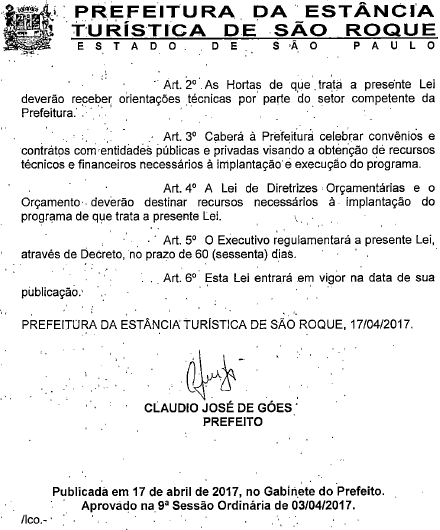 PREFEITURA DA ESTÂNCIA
TURÍSTICA DE SÃO ROQUE
ESTADO DE SÃO PAULO
Art. 2º As Hortas de que trata a presente Lei
deverão receber orientações técnicas por parte do setor competente da
Prefeitura.
Art. 3º Caberá à Prefeitura celebrar convênios e
contratos com entidades públicas e privadas visando a obtenção de recursos
técnicos e financeiros necessários à implantação e execução do programa.
Art. 4º A Lei de Diretrizes Orçamentárias e o
Orçamento deverão destinar recursos necessários à implantação do
programa de que trata a presente Lei.
Art. 5º O Executivo regulamentará a presente Lei,
através de Decreto, no prazo de 60 (sessenta) dias.
Art. 6º Esta Lei entrará em vigor na data de sua
publicação.
PREFEITURA DA ESTÂNCIA TURÍSTICA DE SÃO ROQUE, 17/04/2017.
CLAUDIO JOSÉ DE GÓES
PREFEITO
Publicada em 17 de abril de 2017, no Gabinete do Prefeito.
Aprovado na 9ª Sessão Ordinária de 03/04/2017.
/lco.-